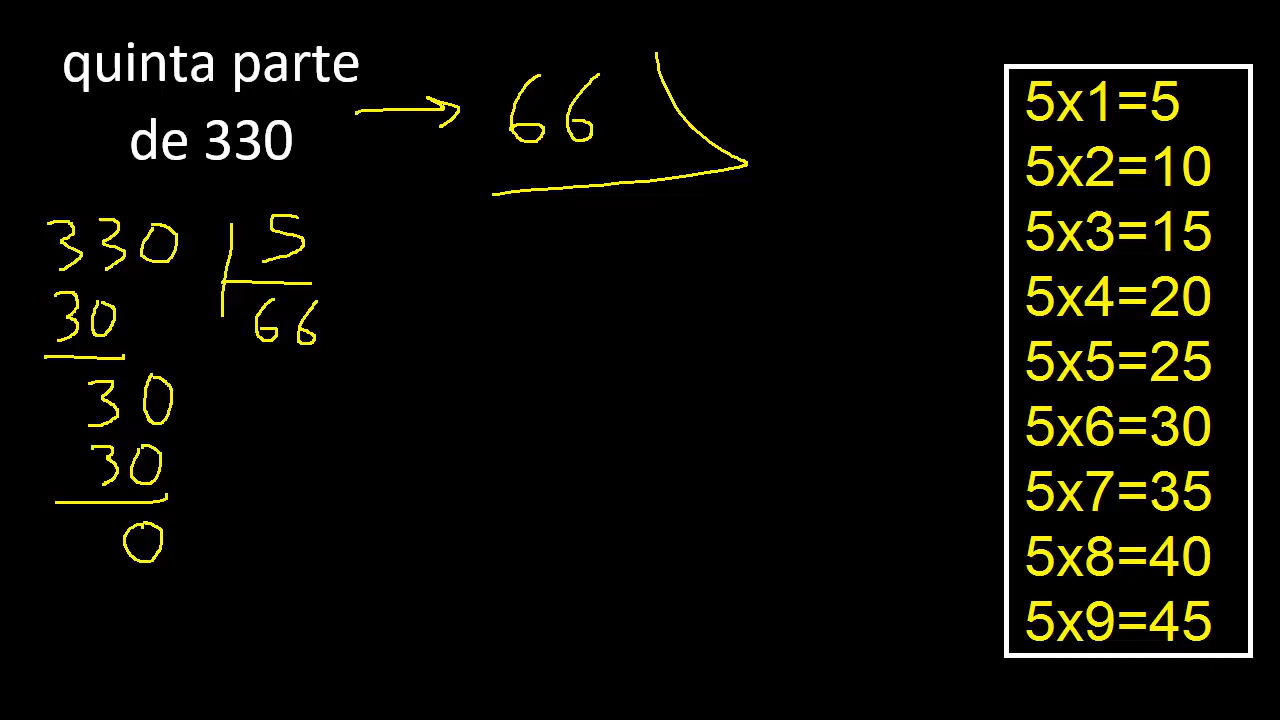 quinta parte
de 330
66
330 5
30 66
30
30
0
5x1=5
5x2=10
5x3=15
5x4=20
5x5=25
5x6=30
5x7=35
5x8=40
5x9=45